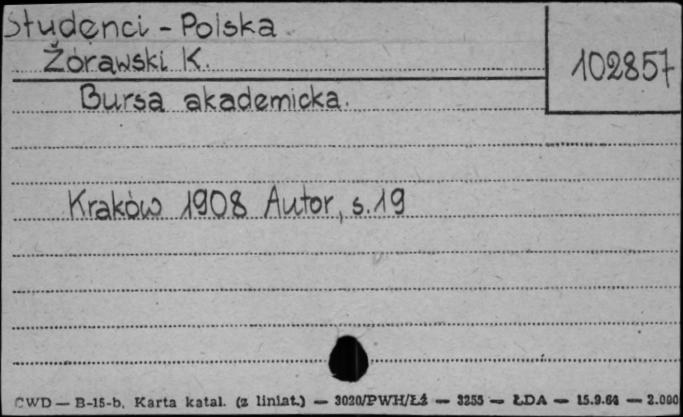 Studenci - Polska
Żórawski K.
102857
Bursa akademicka.
Kraków 1908 Autor, s. 19
CWD — B-15-b. Karta katal. (z liniat.) — 3020/PWH/Łź — 3255 — ŁDA — 15.9.64 — 2.000